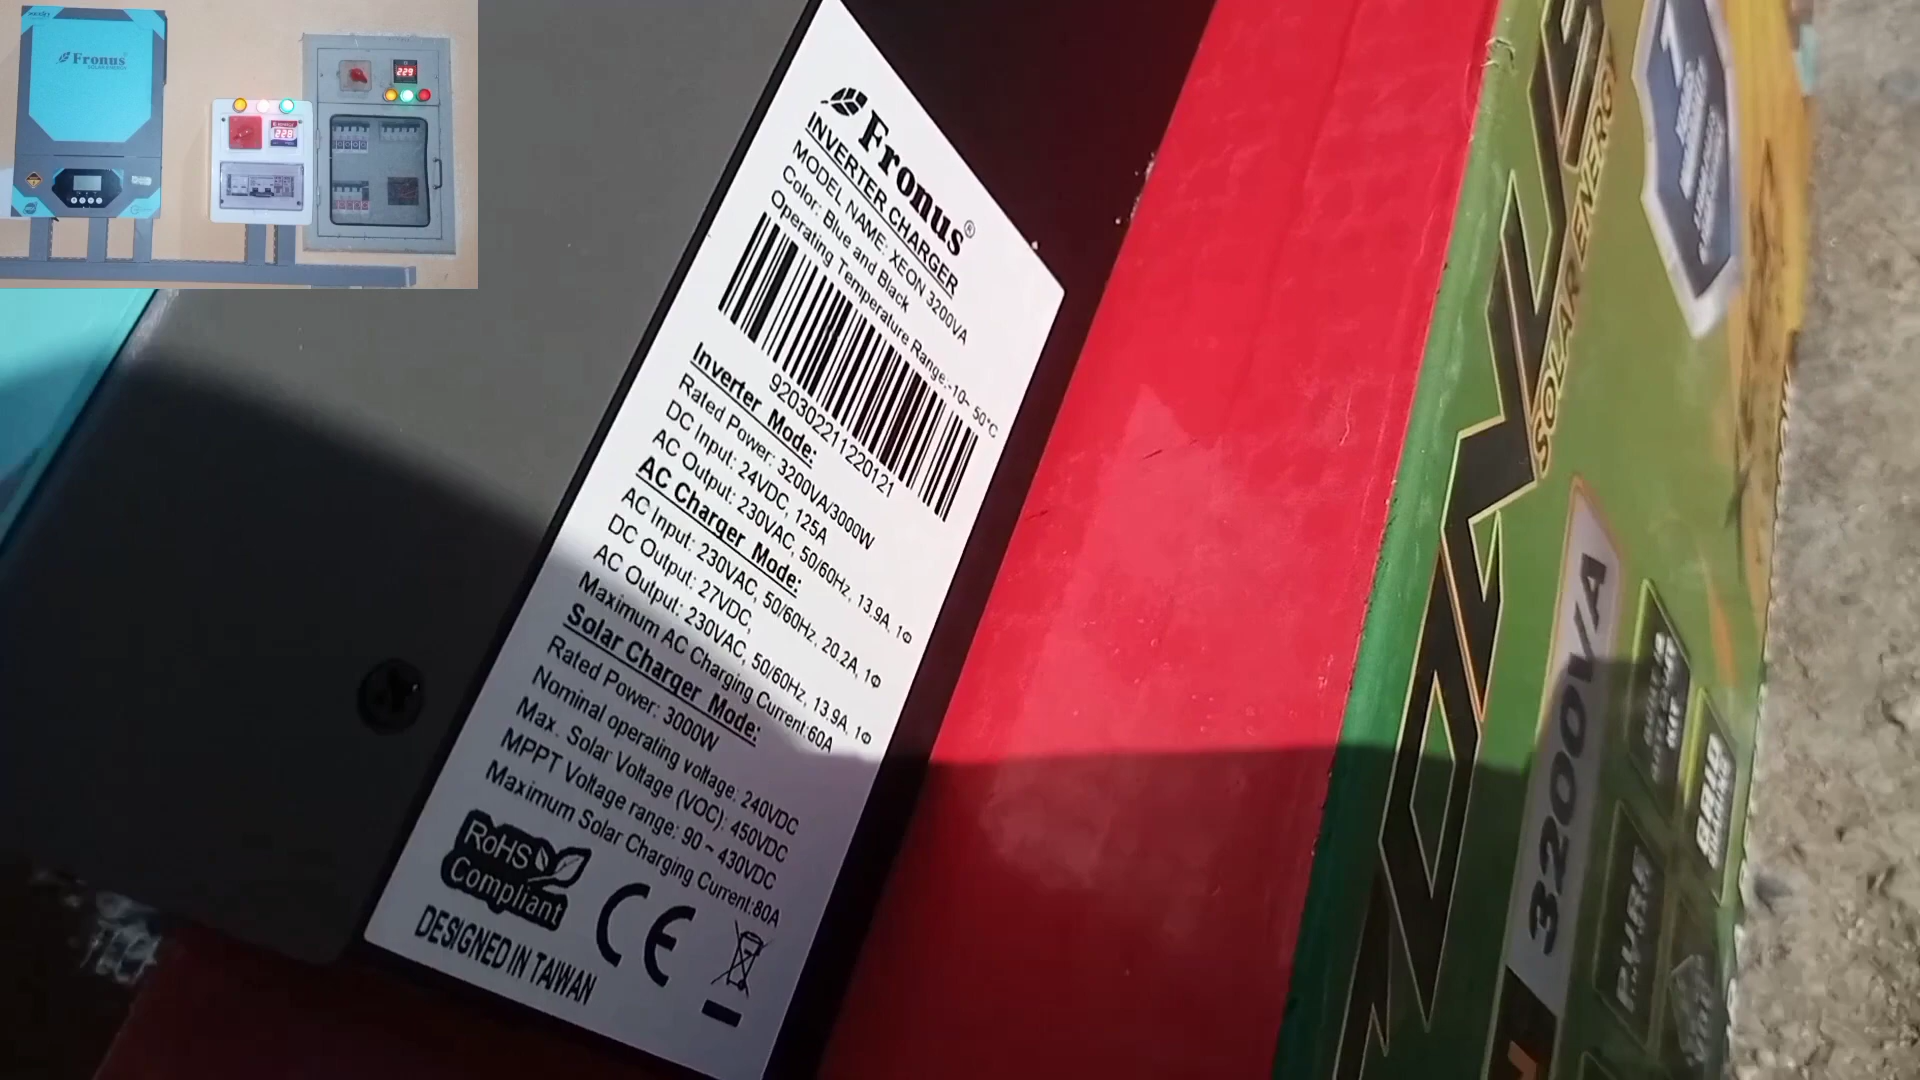 Fronus®
SOLAR ENERGY
229
229
Fronus®
INVERTER CHARGER
MODEL NAME: XEON 3200VA
Color: Blue and Black
Operating Temperature Range:-10~ 50°C
920302211220121
Inverter Mode:
Rated Power: 3200VA/3000W
DC Input: 24VDC, 125A
AC Output: 230VAC, 50/60Hz, 13.9A, 1Φ
AC Charger Mode:
AC Input: 230VAC, 50/60Hz, 20.2A, 1Φ
DC Output: 27VDC,
AC Output: 230VAC, 50/60Hz, 13.9A, 1Φ
Maximum AC Charging Current:60A
Solar Charger Mode:
Rated Power: 3000W
Nominal operating voltage: 240VDC
Max. Solar Voltage (VOC): 450VDC
MPPT Voltage range: 90 ~ 430VDC
Maximum Solar Charging Current:80A
RoHS
Compliant
CE
DESIGNED IN TAIWAN
SOLAR ENERGY
3200VA